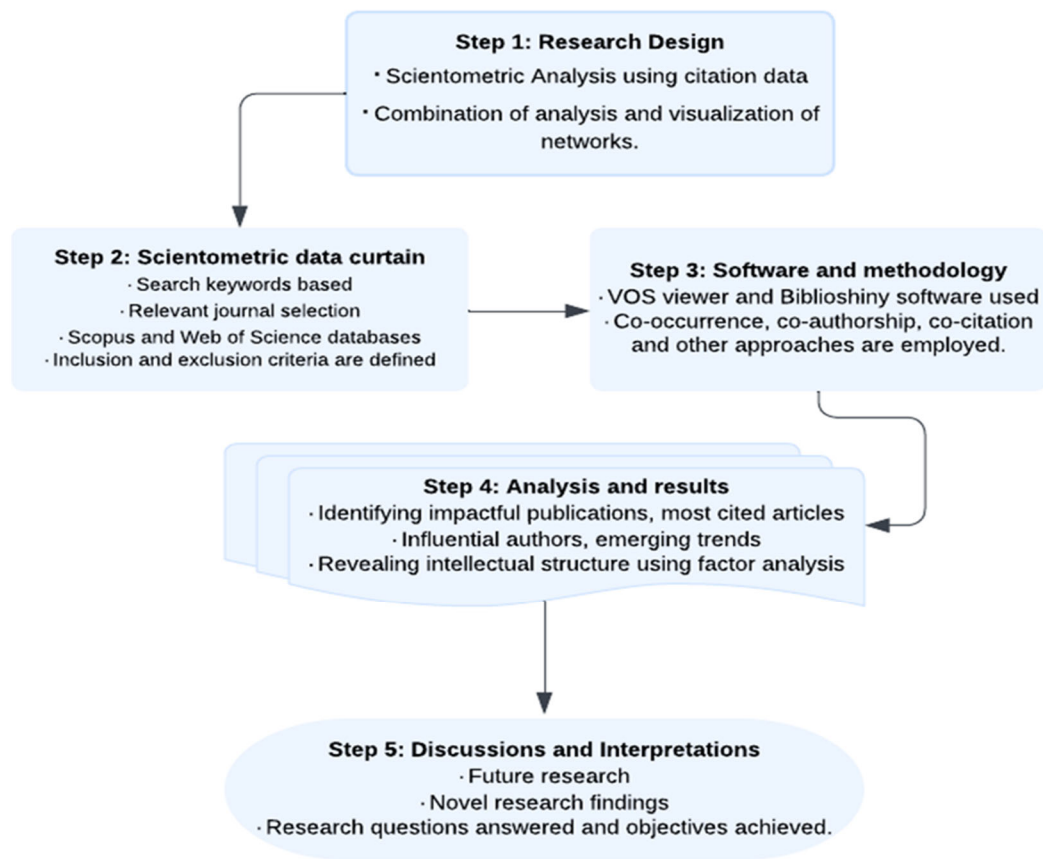 Step 1: Research Design
· Scientometric Analysis using citation data
· Combination of analysis and visualization of
networks.
Step 2: Scientometric data curtain
· Search keywords based
· Relevant journal selection
· Scopus and Web of Science databases
· Inclusion and exclusion criteria are defined
Step 3: Software and methodology
· VOS viewer and Biblioshiny software used
· Co-occurrence, co-authorship, co-citation
and other approaches are employed.
Step 4: Analysis and results
· Identifying impactful publications, most cited articles
· Influential authors, emerging trends
· Revealing intellectual structure using factor analysis
Step 5: Discussions and Interpretations
· Future research
· Novel research findings
· Research questions answered and objectives achieved.